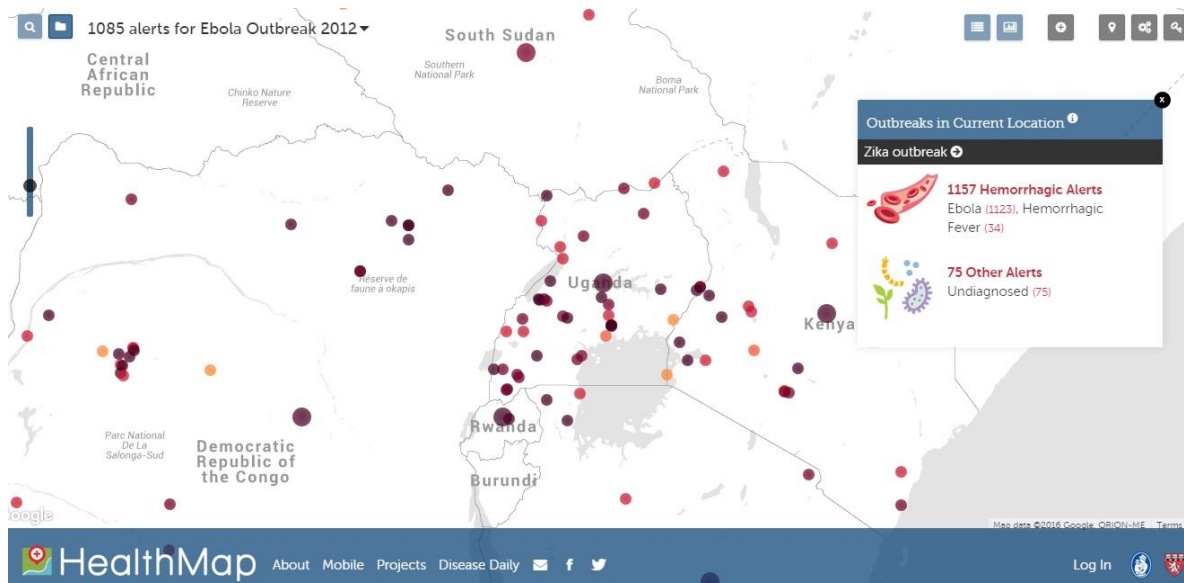 1085 alerts for Ebola Outbreak 2012
South Sudan
Central
African
Republic
Southern
National Park
Chinko Nature
Reserve
Boma
National Park
Outbreaks in Current Location
Zika outbreak
1157 Hemorrhagic Alerts
Ebola (1123), Hemorrhagic
Fever (34)
75 Other Alerts
Undiagnosed (75)
Réserve de
faune à okapis
Uganda
Kenya
Parc National
De La
Salonga-Sud
Democratic
Republic of
the Congo
Rwanda
Burundi
Google
Map data ©2016 Google, ORION-ME
Terms
HealthMap
About
Mobile
Projects
Disease Daily
Log In